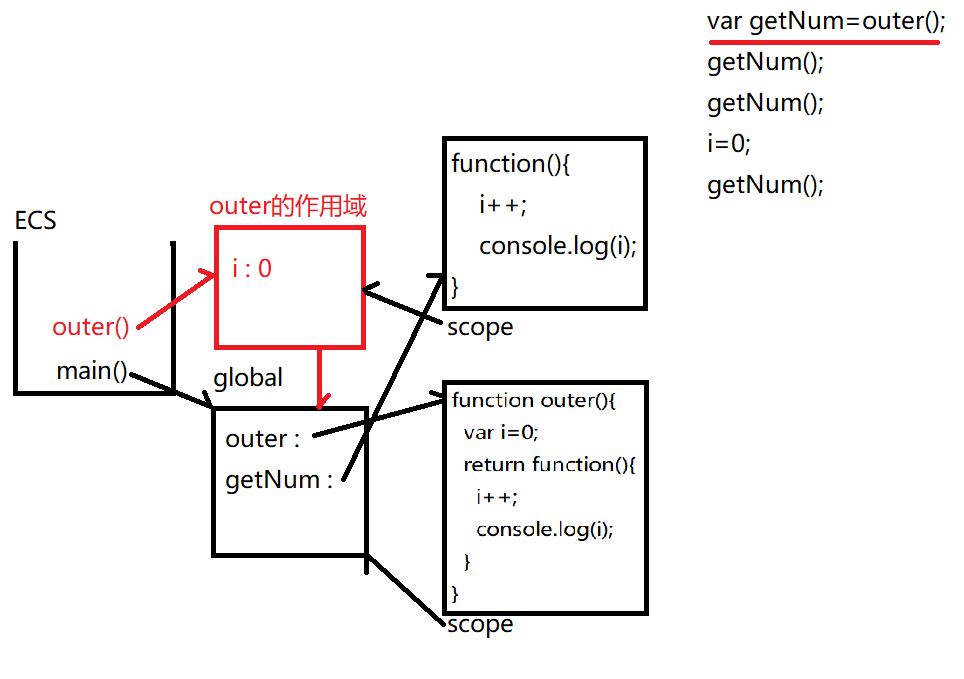 var getNum=outer();
getNum();
getNum();
i=0;
getNum();
function(){
i++;
console.log(i);
}
scope
ECS
outer()
main()
outer的作用域
i : 0
global
outer :
getNum :
function outer(){
var i=0;
return function(){
i++;
console.log(i);
}
}
scope